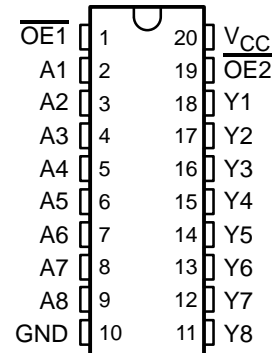 O̅E̅1̅ 1 20 VCC
A1 2 19 O̅E̅2̅
A2 3 18 Y1
A3 4 17 Y2
A4 5 16 Y3
A5 6 15 Y4
A6 7 14 Y5
A7 8 13 Y6
A8 9 12 Y7
GND 10 11 Y8